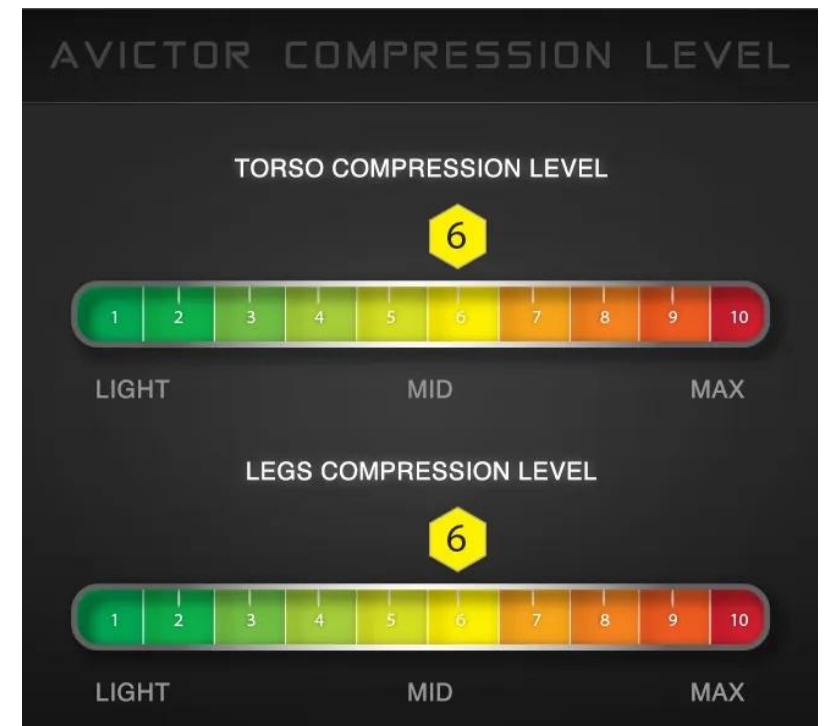 AVICTOR COMPRESSION LEVEL
TORSO COMPRESSION LEVEL
6
1 2 3 4 5 6 7 8 9 10
LIGHT MID MAX
LEGS COMPRESSION LEVEL
6
1 2 3 4 5 6 7 8 9 10
LIGHT MID MAX